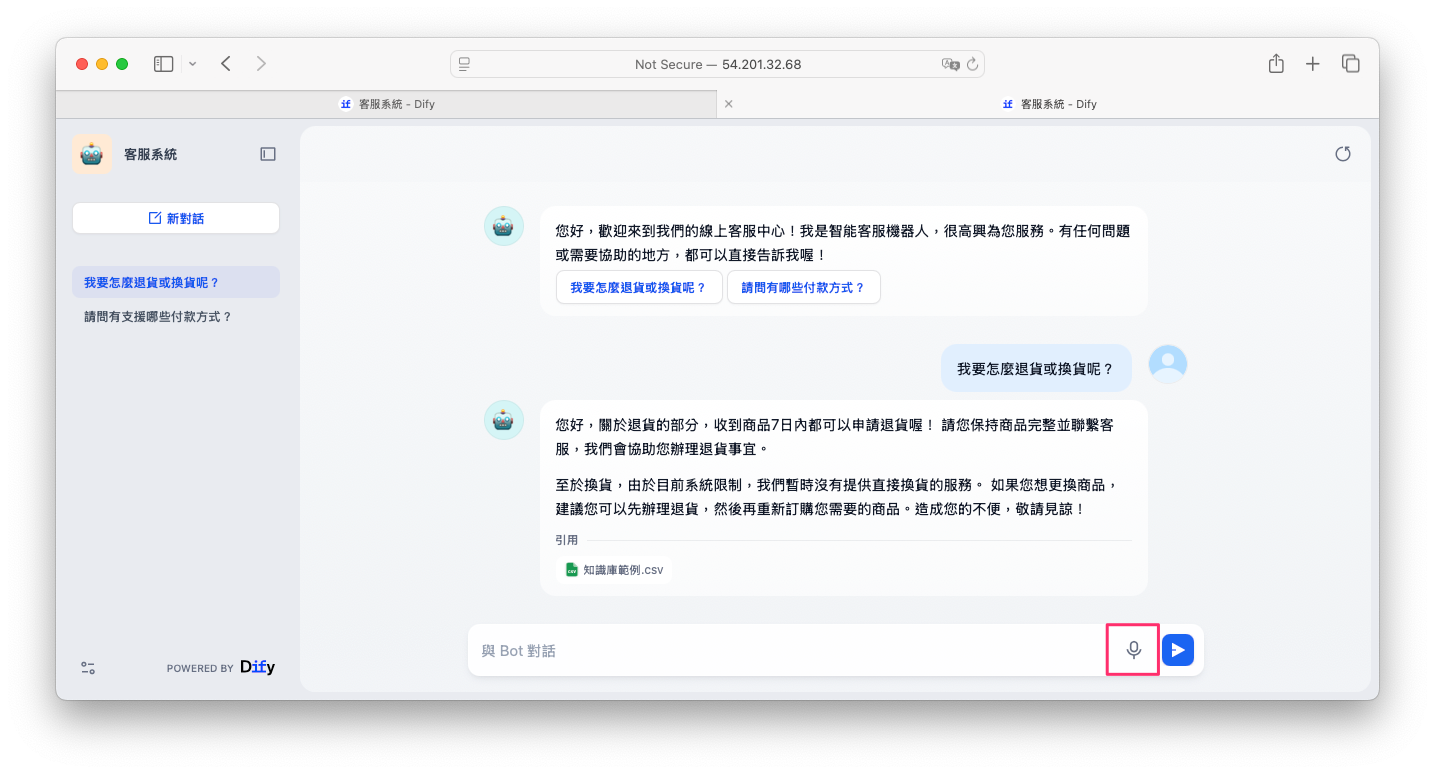 Not Secure — 54.201.32.68
客服系統 - Dify
客服系統 - Dify
客服系統
新對話
我要怎麼退貨或換貨呢？
請問有支援哪些付款方式？
您好，歡迎來到我們的線上客服中心！我是智能客服機器人，很高興為您服務。有任何問題
或需要協助的地方，都可以直接告訴我喔！
我要怎麼退貨或換貨呢？
請問有哪些付款方式？
我要怎麼退貨或換貨呢？
您好，關於退貨的部分，收到商品7日內都可以申請退貨喔！ 請您保持商品完整並聯繫客
服，我們會協助您辦理退貨事宜。
至於換貨，由於目前系統限制，我們暫時沒有提供直接換貨的服務。 如果您想更換商品，
建議您可以先辦理退貨，然後再重新訂購您需要的商品。造成您的不便，敬請見諒！
引用
知識庫範例.csv
與 Bot 對話
POWERED BY Dify